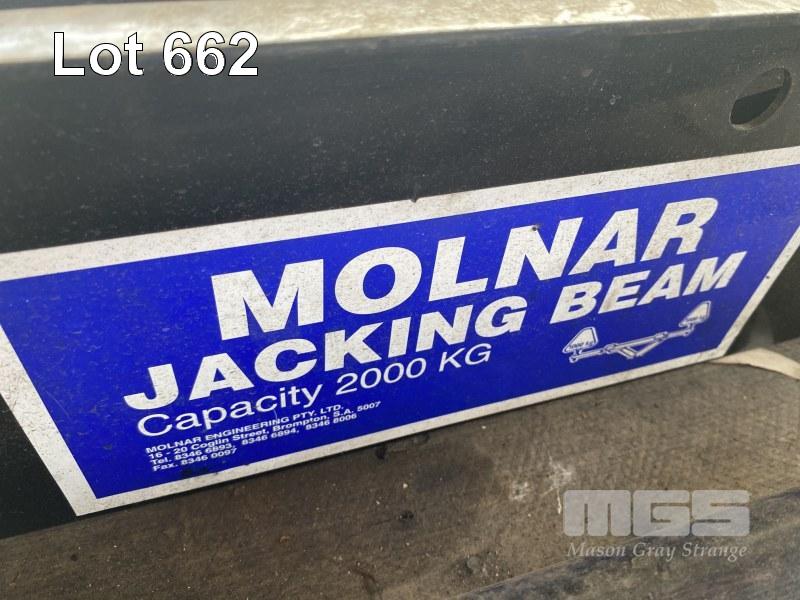 Lot 662
MOLNAR
JACKING BEAM
Capacity 2000 KG
MOLNAR ENGINEERING PTY. LTD.
16 - 20 Coglin Street, Brompton, S.A. 5007
Tel. 8346 6893, 8346 6894, 8346 8006
Fax. 8346 0097
MGS
Mason Gray Strange